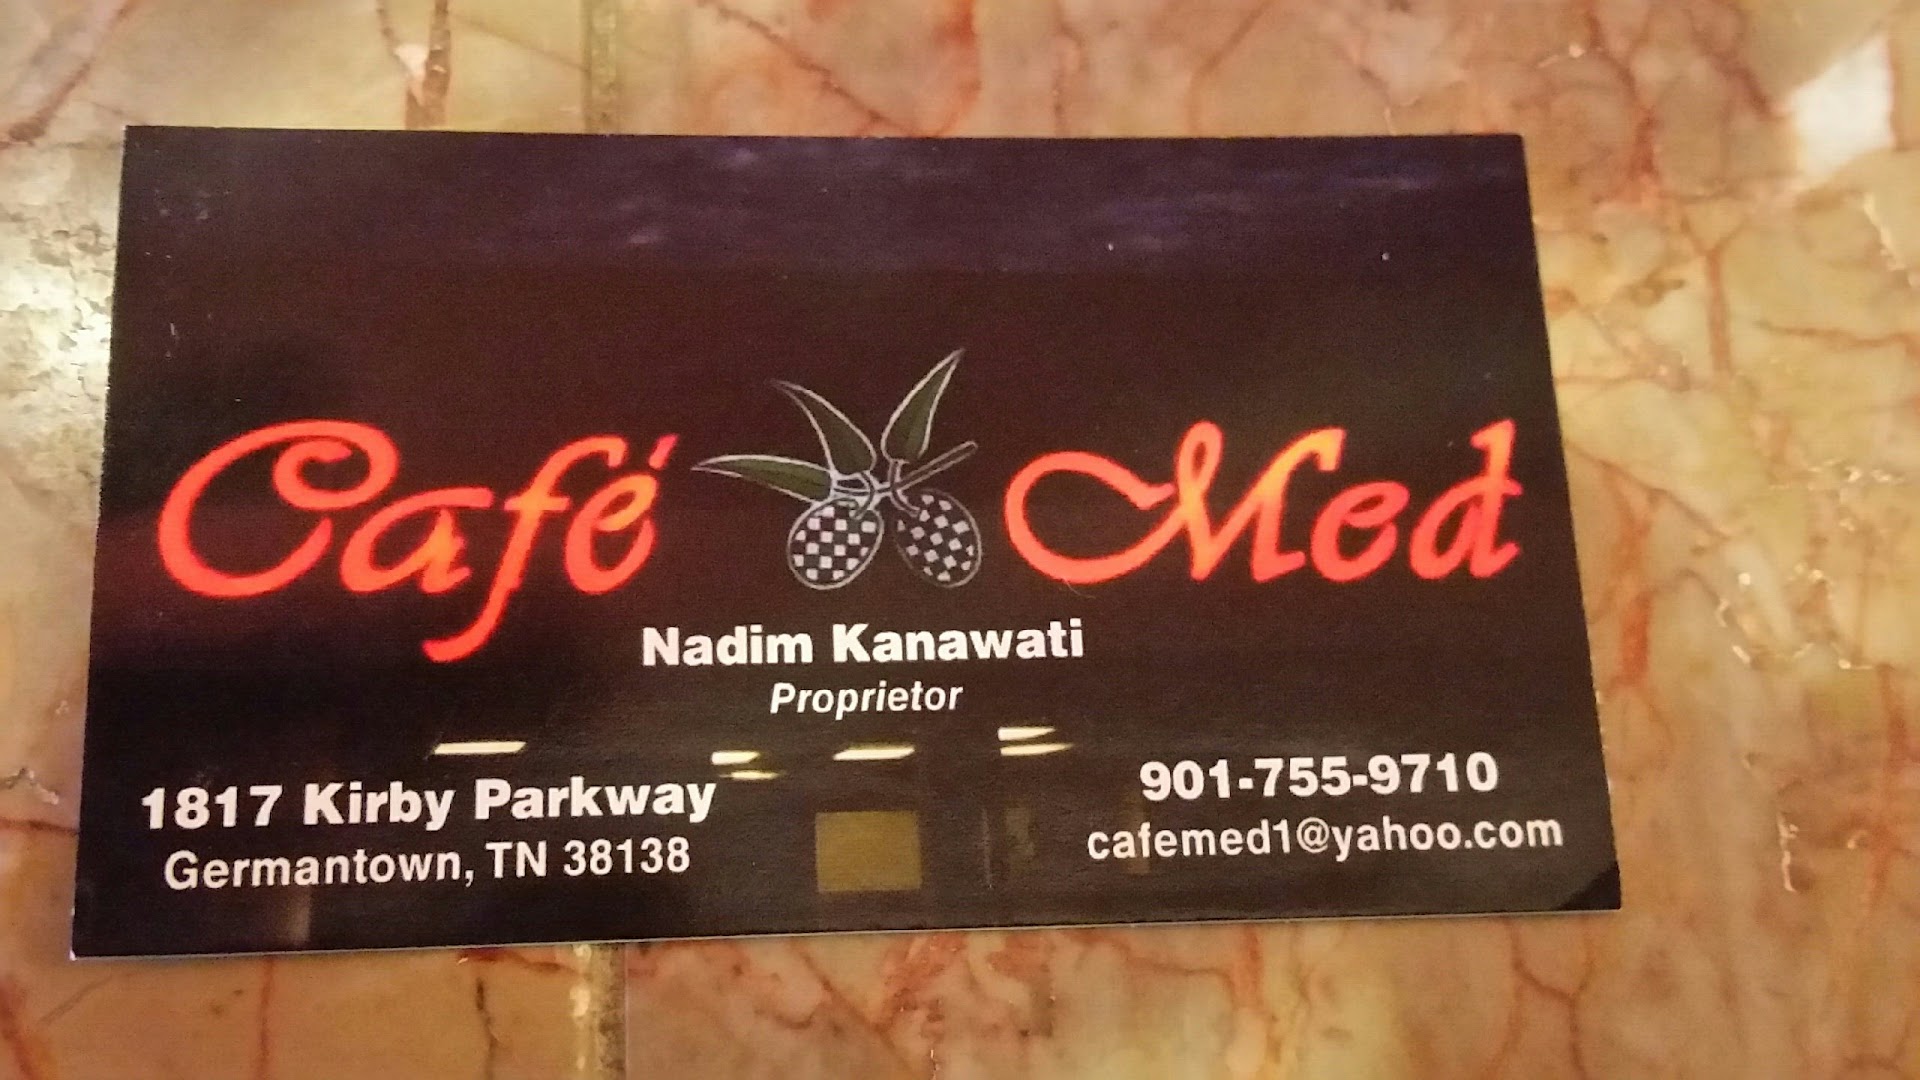 Café Med
Nadim Kanawati
Proprietor
1817 Kirby Parkway
Germantown, TN 38138
901-755-9710
cafemed1@yahoo.com